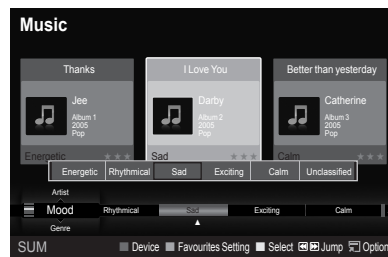 Music
Thanks
I Love You
Better than yesterday
Jee
Album 1
2005
Pop
Darby
Album 2
2005
Pop
Catherine
Album 3
2005
Pop
Energetic ★★★
Sad ★★★
Calm ★★★
Energetic Rhythmical Sad Exciting Calm Unclassified
Artist
Mood Rhythmical Sad Exciting Calm
Genre
SUM Device Favourites Setting Select Jump Option